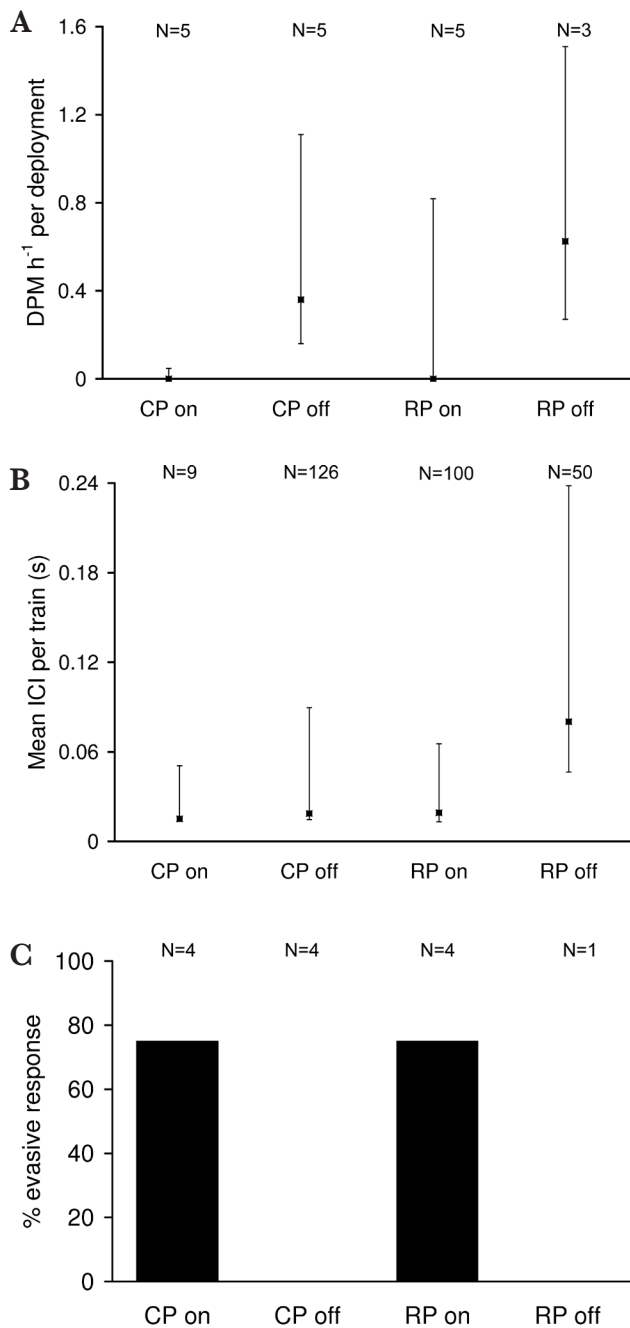 A
DPM h⁻¹ per deployment
1.6
1.2
0.8
0.4
0
N=5 N=5 N=5 N=3
CP on CP off RP on RP off
B
Mean ICI per train (s)
0.24
0.18
0.12
0.06
0
N=9 N=126 N=100 N=50
CP on CP off RP on RP off
C
% evasive response
100
80
60
40
20
0
N=4 N=4 N=4 N=1
CP on CP off RP on RP off